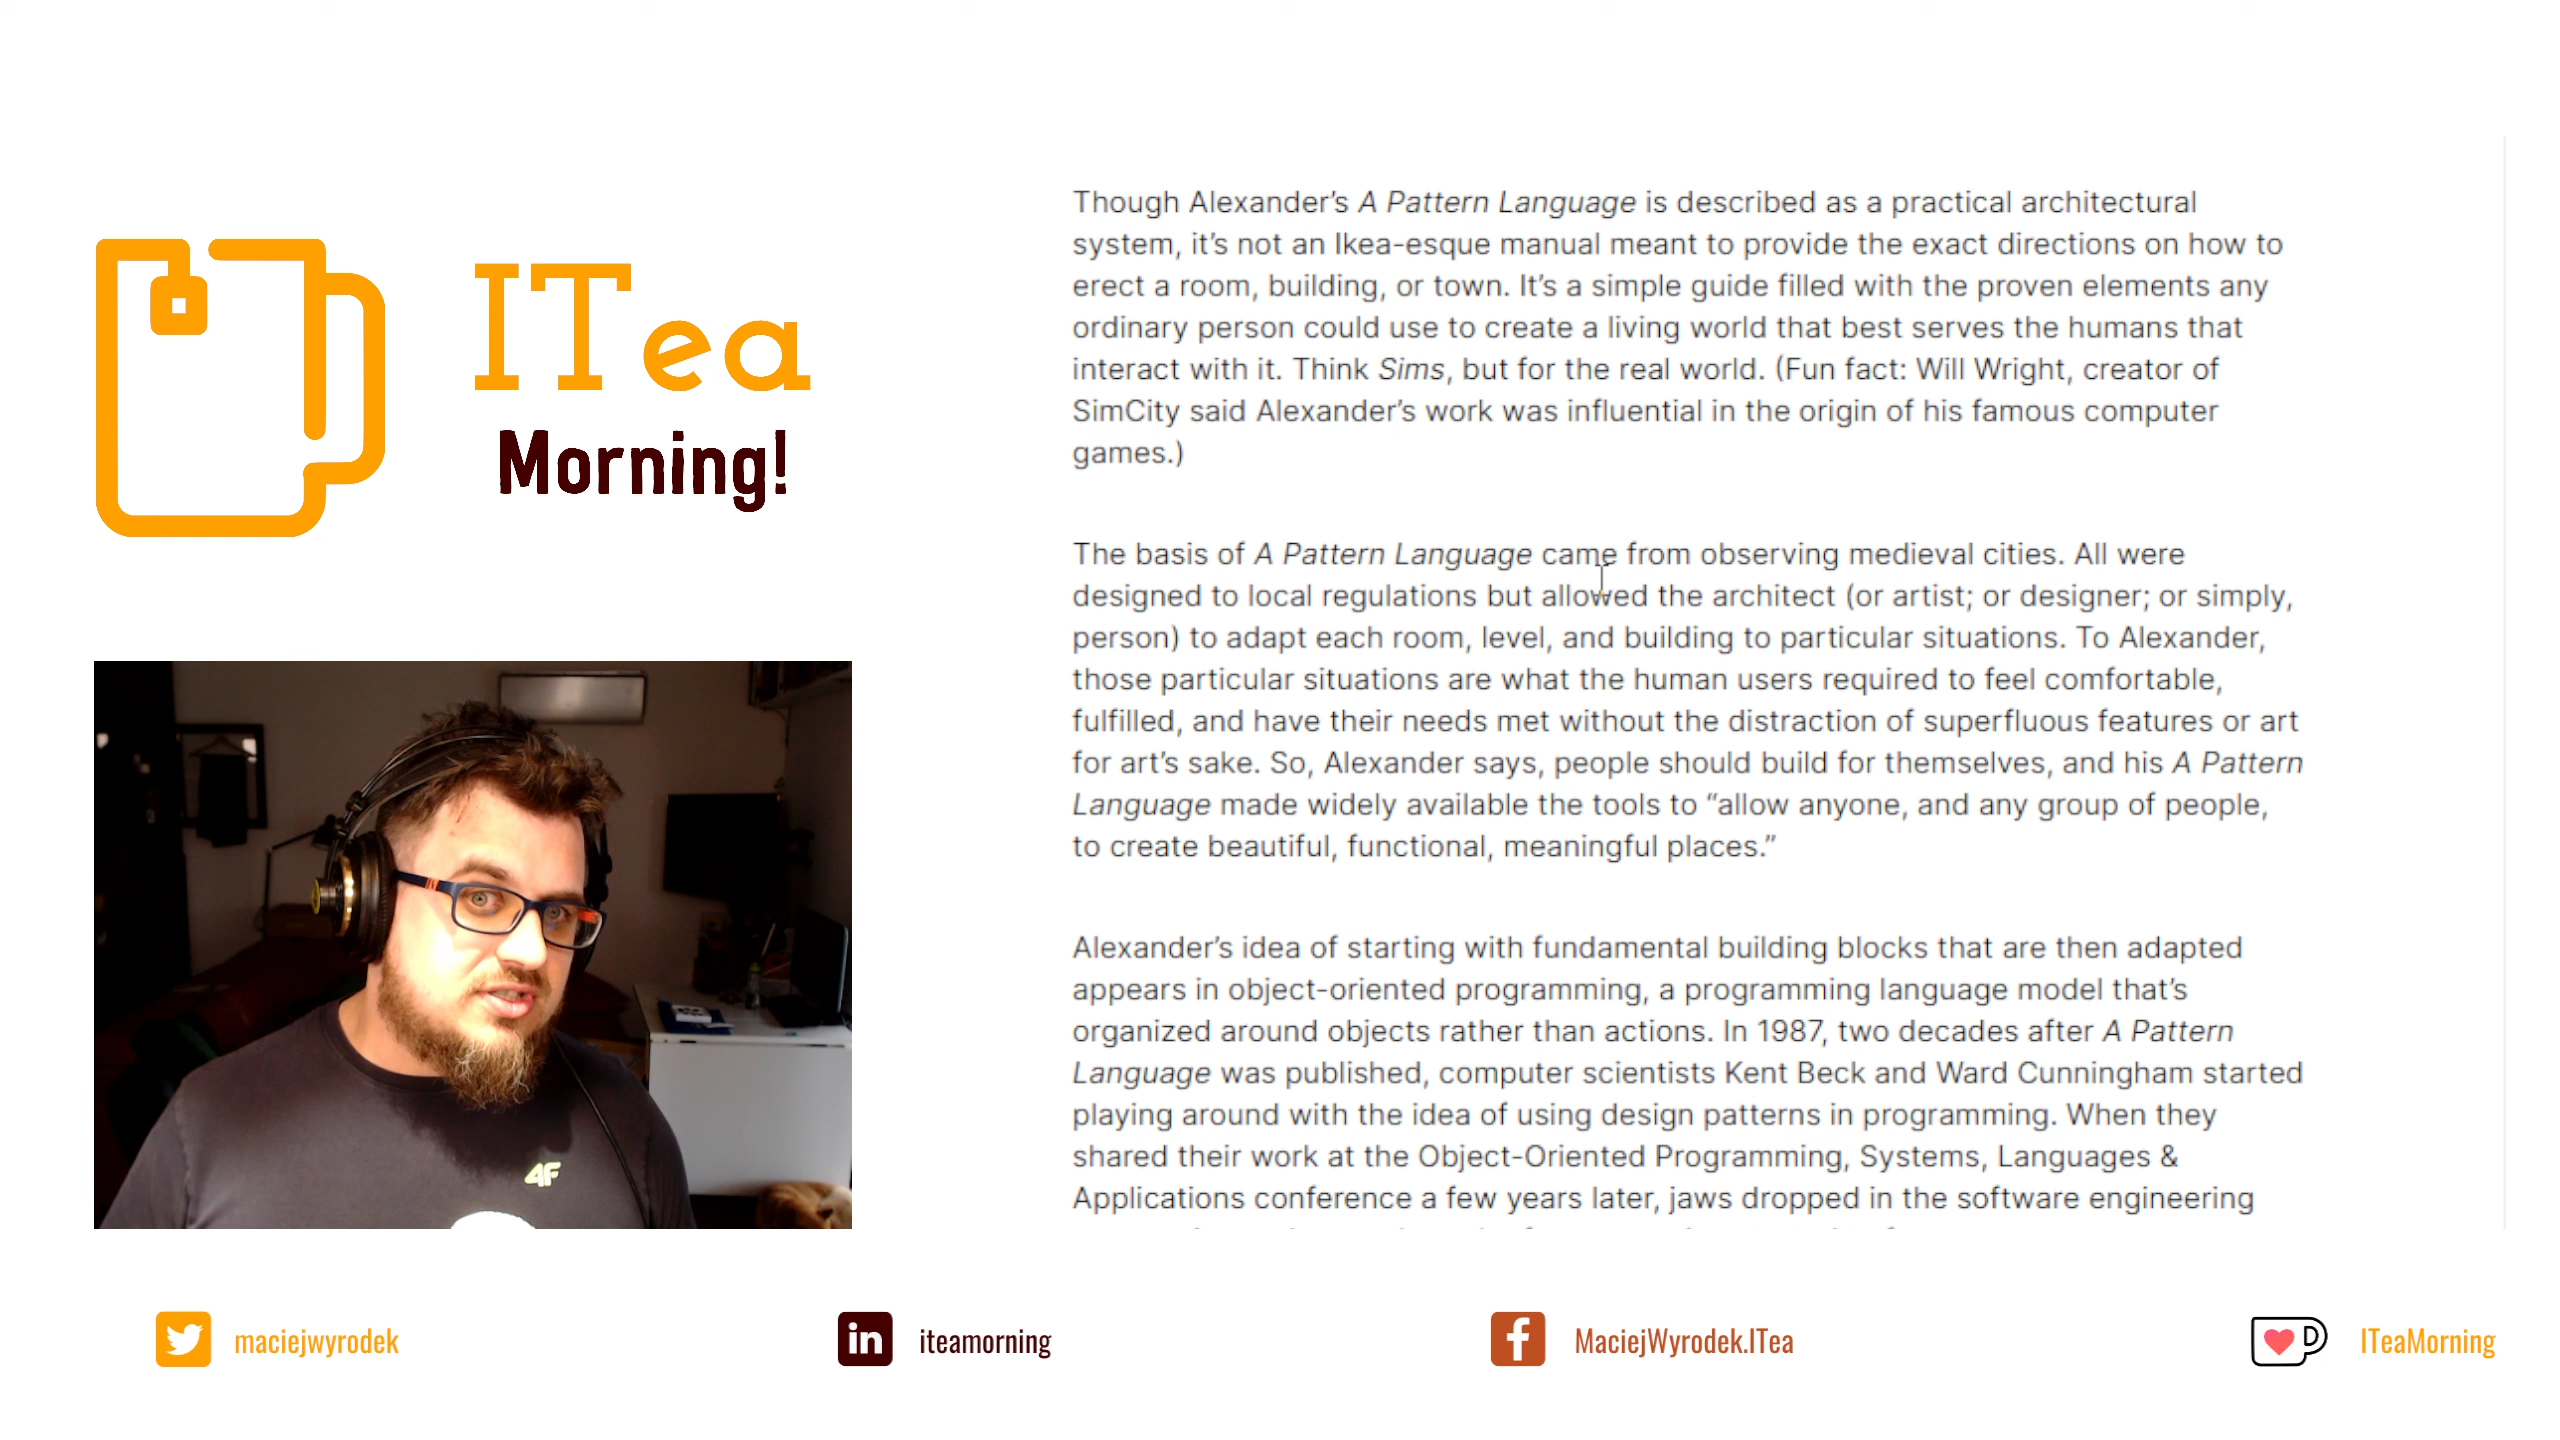 ITea
Morning!
Though Alexander’s A Pattern Language is described as a practical architectural
system, it’s not an Ikea-esque manual meant to provide the exact directions on how to
erect a room, building, or town. It’s a simple guide filled with the proven elements any
ordinary person could use to create a living world that best serves the humans that
interact with it. Think Sims, but for the real world. (Fun fact: Will Wright, creator of
SimCity said Alexander’s work was influential in the origin of his famous computer
games.)
The basis of A Pattern Language came from observing medieval cities. All were
designed to local regulations but allowed the architect (or artist; or designer; or simply,
person) to adapt each room, level, and building to particular situations. To Alexander,
those particular situations are what the human users required to feel comfortable,
fulfilled, and have their needs met without the distraction of superfluous features or art
for art’s sake. So, Alexander says, people should build for themselves, and his A Pattern
Language made widely available the tools to “allow anyone, and any group of people,
to create beautiful, functional, meaningful places.”
Alexander’s idea of starting with fundamental building blocks that are then adapted
appears in object-oriented programming, a programming language model that’s
organized around objects rather than actions. In 1987, two decades after A Pattern
Language was published, computer scientists Kent Beck and Ward Cunningham started
playing around with the idea of using design patterns in programming. When they
shared their work at the Object-Oriented Programming, Systems, Languages &
Applications conference a few years later, jaws dropped in the software engineering
4F
maciejwyrodek
in iteamorning
f MaciejWyrodek.ITea
ITeaMorning